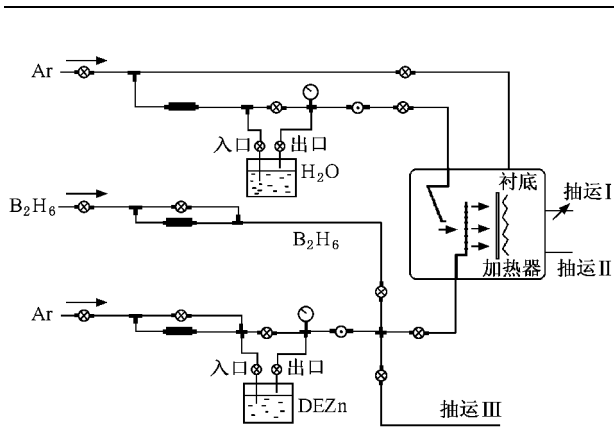 Ar
入口 出口
H₂O
衬底
抽运Ⅰ
B₂H₆
B₂H₆
加热器
抽运Ⅱ
Ar
入口 出口
DEZn
抽运Ⅲ